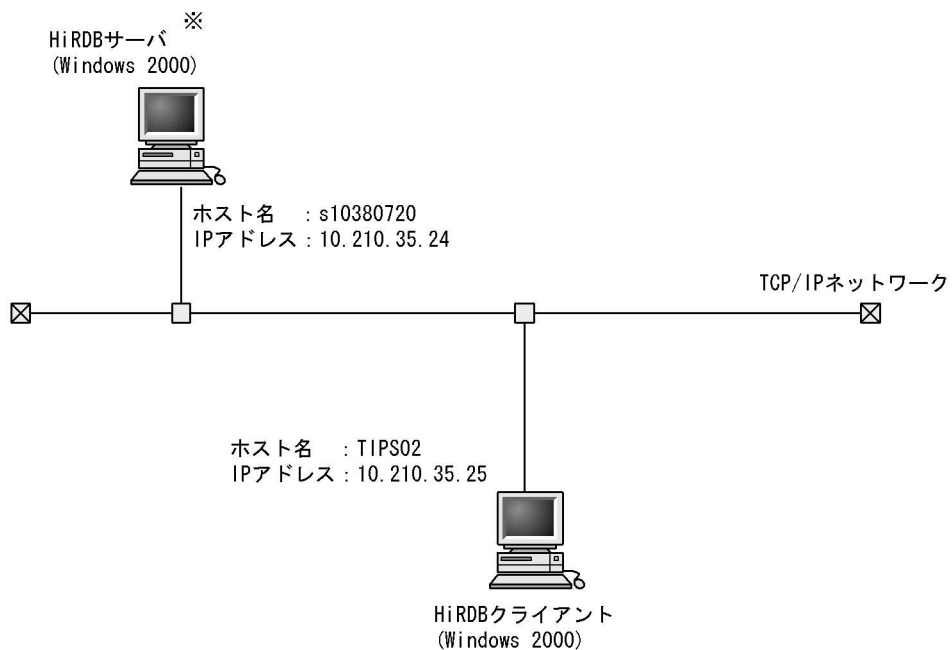 ※
HiRDBサーバ
(Windows 2000)
ホスト名　：s10380720
IPアドレス：10.210.35.24
TCP/IPネットワーク
ホスト名　：TIPS02
IPアドレス：10.210.35.25
HiRDBクライアント
(Windows 2000)